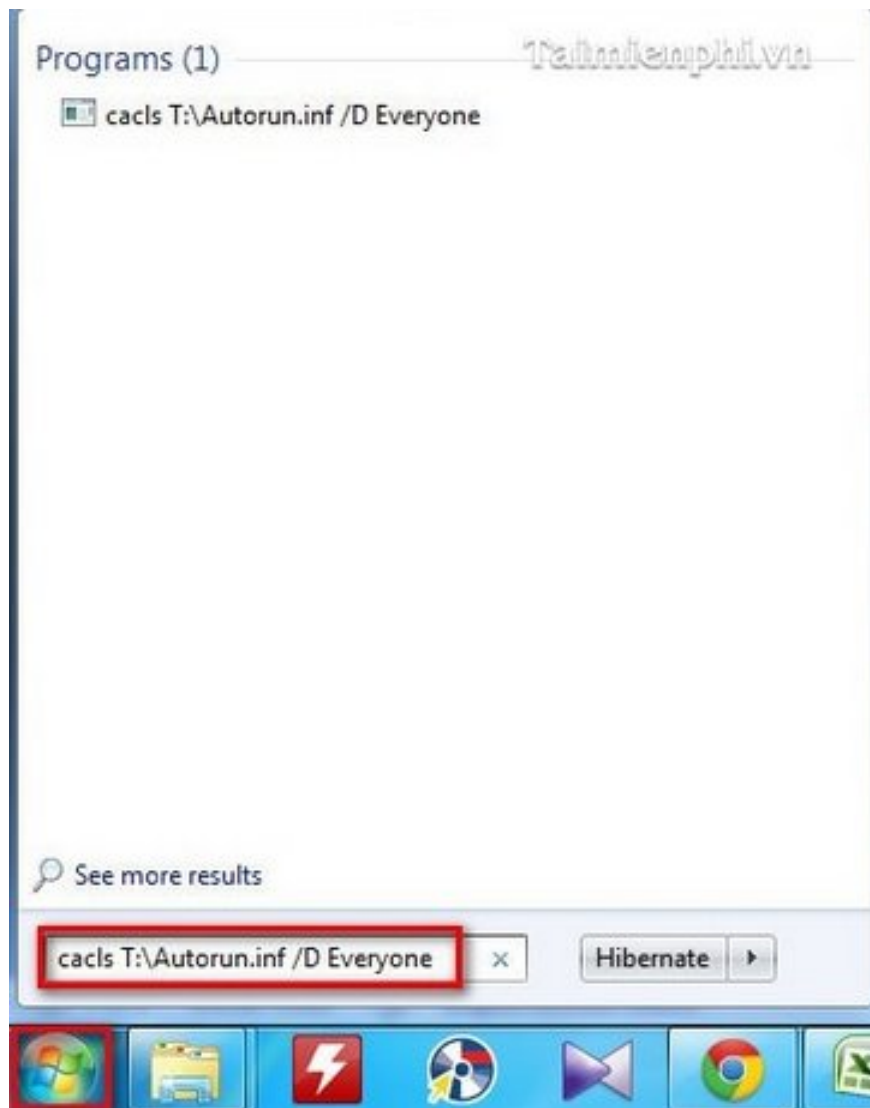 Programs (1)
Taimienphi.vn
cacls T:\Autorun.inf /D Everyone
See more results
cacls T:\Autorun.inf /D Everyone
Hibernate